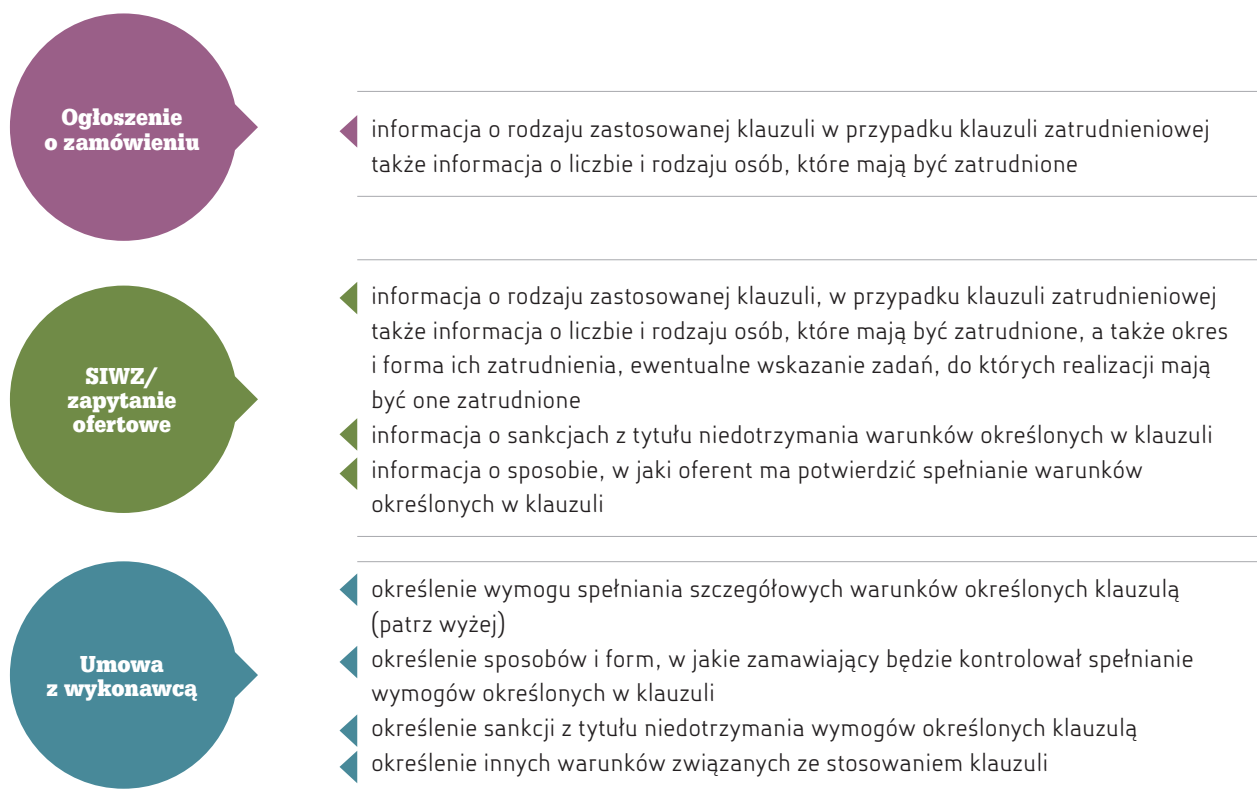 Ogłoszenie
o zamówieniu
informacja o rodzaju zastosowanej klauzuli w przypadku klauzuli zatrudnieniowej
także informacja o liczbie i rodzaju osób, które mają być zatrudnione
SIWZ/
zapytanie
ofertowe
informacja o rodzaju zastosowanej klauzuli, w przypadku klauzuli zatrudnieniowej
także informacja o liczbie i rodzaju osób, które mają być zatrudnione, a także okres
i forma ich zatrudnienia, ewentualne wskazanie zadań, do których realizacji mają
być one zatrudnione
informacja o sankcjach z tytułu niedotrzymania warunków określonych w klauzuli
informacja o sposobie, w jaki oferent ma potwierdzić spełnianie warunków
określonych w klauzuli
Umowa
z wykonawcą
określenie wymogu spełniania szczegółowych warunków określonych klauzulą
(patrz wyżej)
określenie sposobów i form, w jakie zamawiający będzie kontrolował spełnianie
wymogów określonych w klauzuli
określenie sankcji z tytułu niedotrzymania wymogów określonych klauzulą
określenie innych warunków związanych ze stosowaniem klauzuli